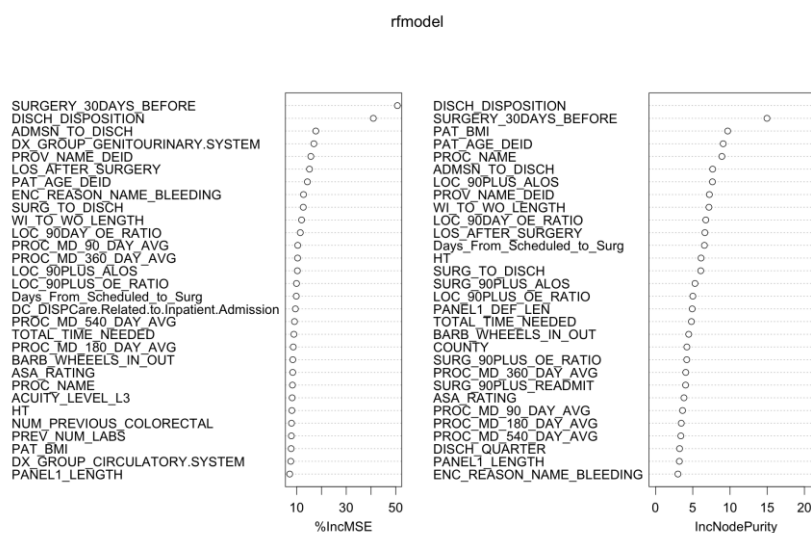 rfmodel
SURGERY_30DAYS_BEFORE
DISCH_DISPOSITION
ADMSN_TO_DISCH
DX_GROUP_GENITOURINARY.SYSTEM
PROV_NAME_DEID
LOS_AFTER_SURGERY
PAT_AGE_DEID
ENC_REASON_NAME_BLEEDING
SURG_TO_DISCH
WI_TO_WO_LENGTH
LOC_90DAY_OE_RATIO
PROC_MD_90_DAY_AVG
PROC_MD_360_DAY_AVG
LOC_90PLUS_ALOS
LOC_90PLUS_OE_RATIO
Days_From_Scheduled_to_Surg
DC_DISPCare.Related.to.Inpatient.Admission
PROC_MD_540_DAY_AVG
TOTAL_TIME_NEEDED
PROC_MD_180_DAY_AVG
BARB_WHEEELS_IN_OUT
ASA_RATING
PROC_NAME
ACUITY_LEVEL_L3
HT
NUM_PREVIOUS_COLORECTAL
PREV_NUM_LABS
PAT_BMI
DX_GROUP_CIRCULATORY.SYSTEM
PANEL1_LENGTH
10 30 50
%IncMSE
DISCH_DISPOSITION
SURGERY_30DAYS_BEFORE
PAT_BMI
PAT_AGE_DEID
PROC_NAME
ADMSN_TO_DISCH
LOC_90PLUS_ALOS
PROV_NAME_DEID
WI_TO_WO_LENGTH
LOC_90DAY_OE_RATIO
LOS_AFTER_SURGERY
Days_From_Scheduled_to_Surg
HT
SURG_TO_DISCH
SURG_90PLUS_ALOS
LOC_90PLUS_OE_RATIO
PANEL1_DEF_LEN
TOTAL_TIME_NEEDED
BARB_WHEEELS_IN_OUT
COUNTY
SURG_90PLUS_OE_RATIO
PROC_MD_360_DAY_AVG
SURG_90PLUS_READMIT
ASA_RATING
PROC_MD_90_DAY_AVG
PROC_MD_180_DAY_AVG
PROC_MD_540_DAY_AVG
DISCH_QUARTER
PANEL1_LENGTH
ENC_REASON_NAME_BLEEDING
0 5 10 15 20
IncNodePurity